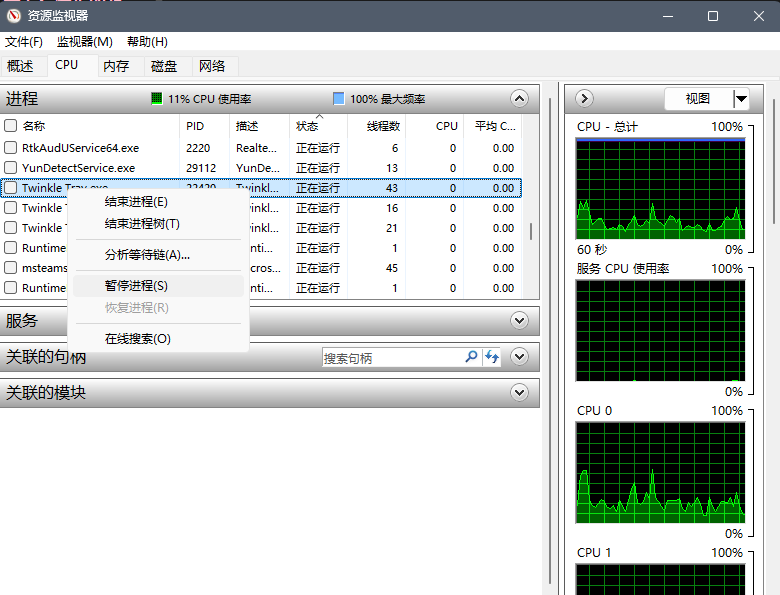 资源监视器
文件(F) 监视器(M) 帮助(H)
概述 CPU 内存 磁盘 网络
进程 11% CPU 使用率 100% 最大频率
名称 PID 描述 状态 线程数 CPU 平均 C...
RtkAudUService64.exe 2220 Realte... 正在运行 6 0 0.00
YunDetectService.exe 29112 YunDe... 正在运行 13 0 0.00
Twinkle Tray.exe 正在运行 43 0 0.00
Twinkle 正在运行 16 0 0.00
Twinkle 正在运行 21 0 0.00
Runtime 正在运行 1 0 0.00
msteams 正在运行 45 0 0.00
Runtime 正在运行 1 0 0.00
结束进程(E)
结束进程树(T)
分析等待链(A)...
暂停进程(S)
恢复进程(R)
在线搜索(O)
服务
关联的句柄 搜索句柄
关联的模块
视图
CPU - 总计 100%
60 秒 0%
服务 CPU 使用率 100%
0%
CPU 0 100%
0%
CPU 1 100%